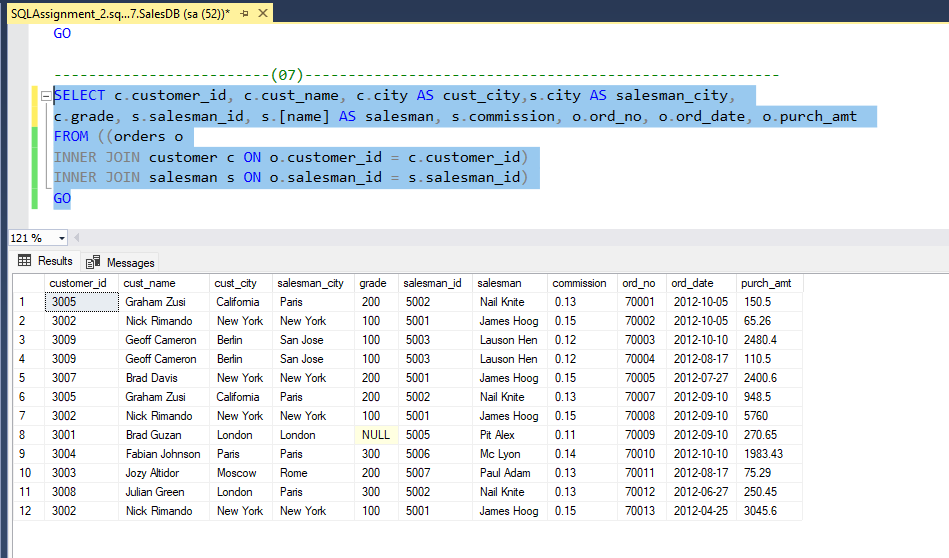 SQLAssignment_2.sq...7.SalesDB (sa (52))*
GO
-------------------------(07)------------------------------------------------------
SELECT c.customer_id, c.cust_name, c.city AS cust_city,s.city AS salesman_city,
c.grade, s.salesman_id, s.[name] AS salesman, s.commission, o.ord_no, o.ord_date, o.purch_amt
FROM ((orders o
INNER JOIN customer c ON o.customer_id = c.customer_id)
INNER JOIN salesman s ON o.salesman_id = s.salesman_id)
GO
121 %
Results Messages
customer_id cust_name cust_city salesman_city grade salesman_id salesman commission ord_no ord_date purch_amt
1 3005 Graham Zusi California Paris 200 5002 Nail Knite 0.13 70001 2012-10-05 150.5
2 3002 Nick Rimando New York New York 100 5001 James Hoog 0.15 70002 2012-10-05 65.26
3 3009 Geoff Cameron Berlin San Jose 100 5003 Lauson Hen 0.12 70003 2012-10-10 2480.4
4 3009 Geoff Cameron Berlin San Jose 100 5003 Lauson Hen 0.12 70004 2012-08-17 110.5
5 3007 Brad Davis New York New York 200 5001 James Hoog 0.15 70005 2012-07-27 2400.6
6 3005 Graham Zusi California Paris 200 5002 Nail Knite 0.13 70007 2012-09-10 948.5
7 3002 Nick Rimando New York New York 100 5001 James Hoog 0.15 70008 2012-09-10 5760
8 3001 Brad Guzan London London NULL 5005 Pit Alex 0.11 70009 2012-09-10 270.65
9 3004 Fabian Johnson Paris Paris 300 5006 Mc Lyon 0.14 70010 2012-10-10 1983.43
10 3003 Jozy Altidor Moscow Rome 200 5007 Paul Adam 0.13 70011 2012-08-17 75.29
11 3008 Julian Green London Paris 300 5002 Nail Knite 0.13 70012 2012-06-27 250.45
12 3002 Nick Rimando New York New York 100 5001 James Hoog 0.15 70013 2012-04-25 3045.6